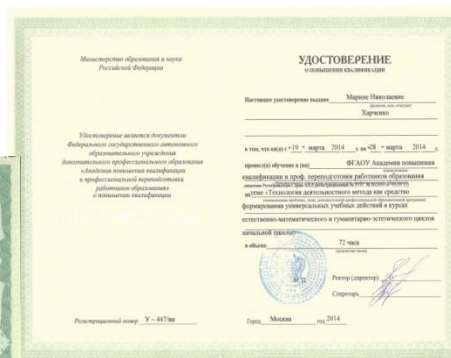 Министерство образования и науки
Российской Федерации
Удостоверение является документом
Федерального государственного автономного
образовательного учреждения
дополнительного профессионального образования
«Академия повышения квалификации
и профессиональной переподготовки
работников образования»
о повышении квалификации
Регистрационный номер У – 447/вн
УДОСТОВЕРЕНИЕ
О ПОВЫШЕНИИ КВАЛИФИКАЦИИ
Настоящее удостоверение выдано Марине Николаевне
(фамилия, имя, отчество)
Харченко
в том, что он(а) с «19» марта 2014 г. по «28» марта 2014 г.
прошел(а) обучение в (на) ФГАОУ Академии повышения
квалификации и проф. переподготовки работников образования
по теме «Технология деятельностного метода как средство
формирования универсальных учебных действий в курсах
естественно-математического и гуманитарно-эстетического циклов
начальной школы»
в объеме 72 часа
М.П.
Ректор (директор)
Секретарь
Город Москва год 2014